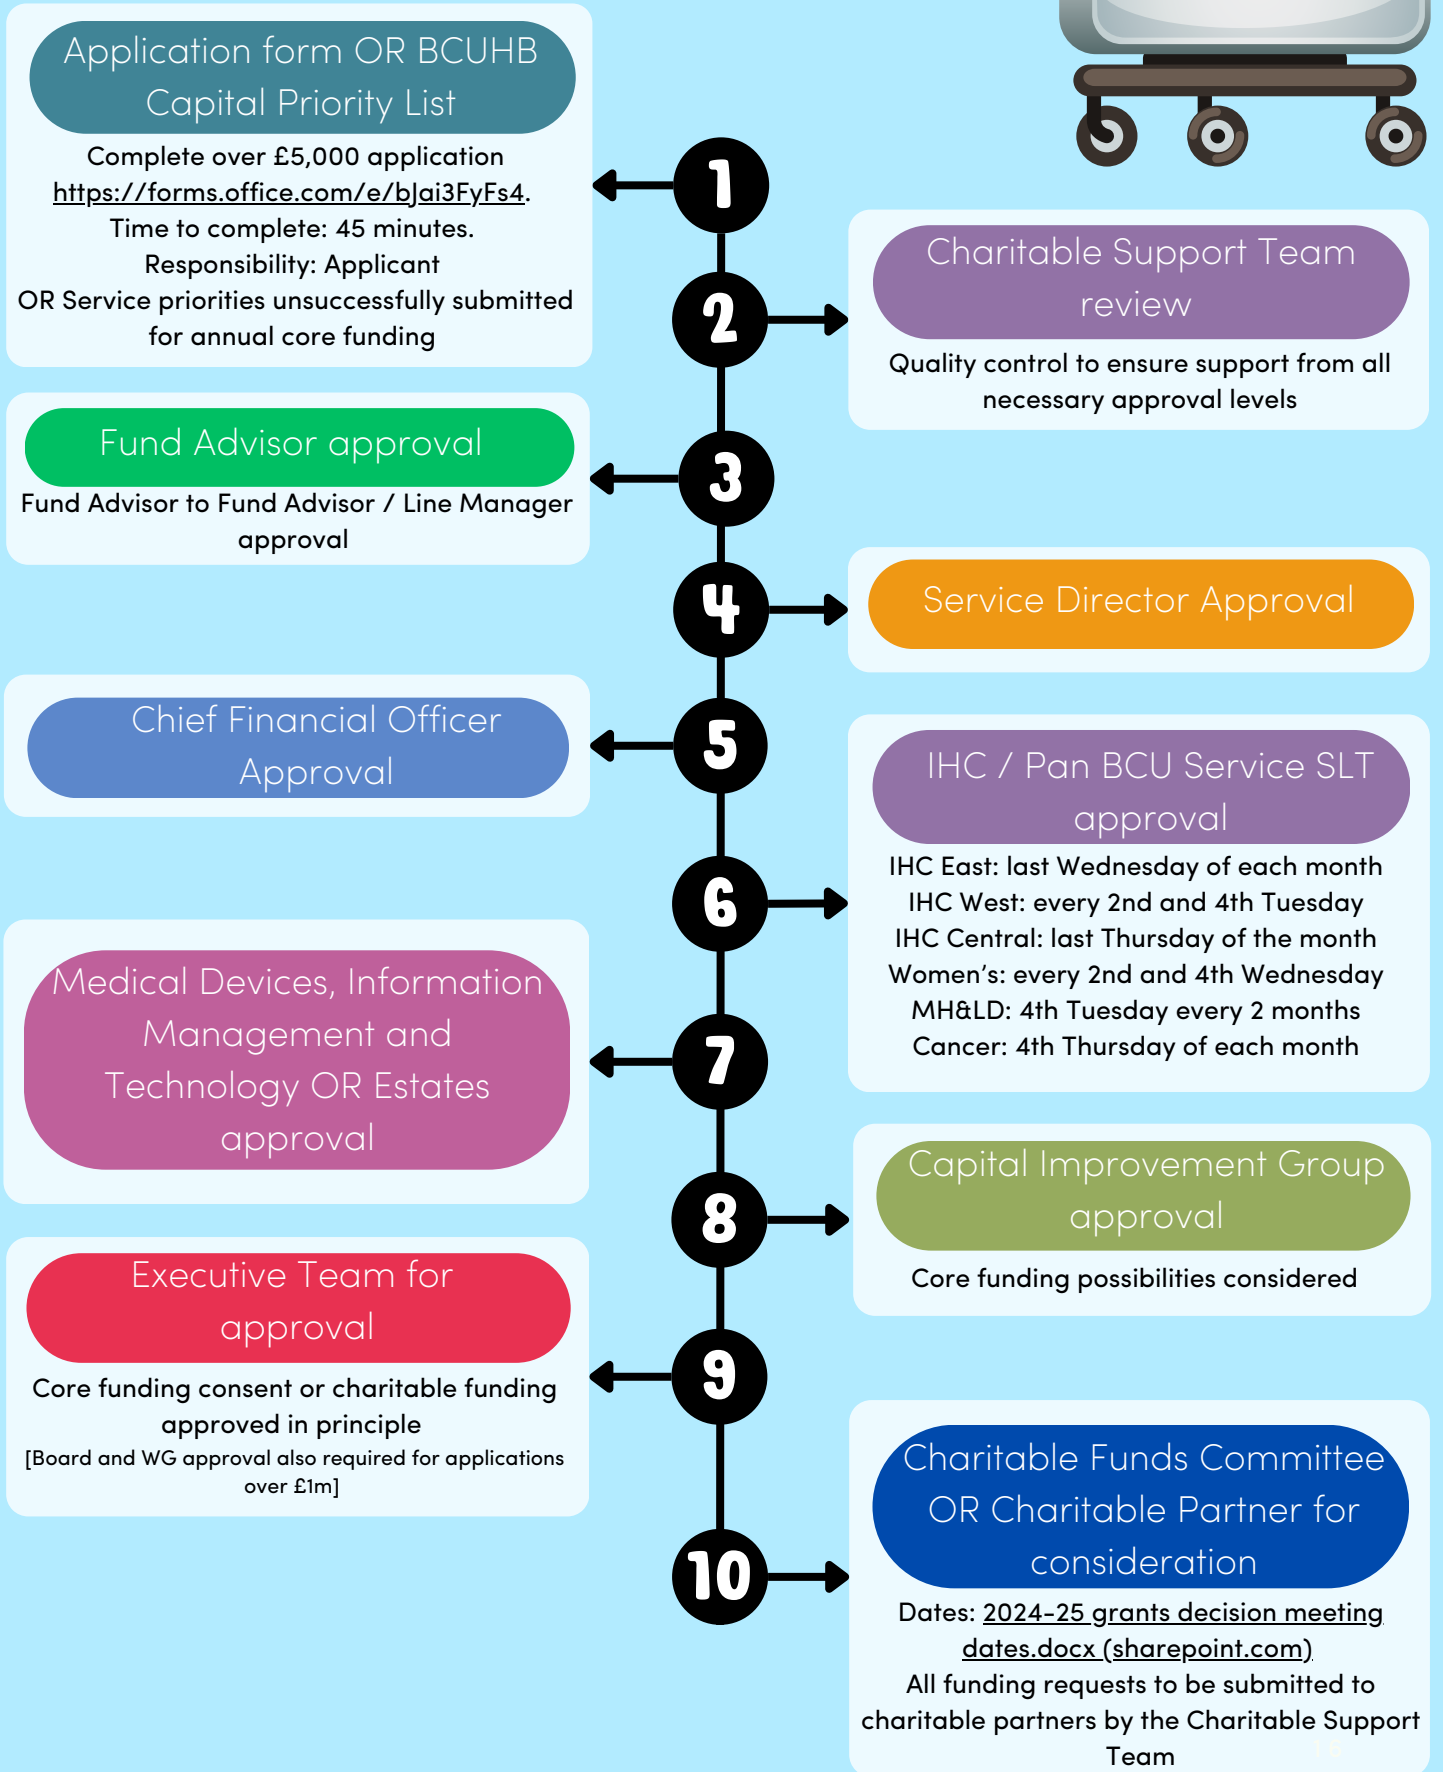 Application form OR BCUHB
Capital Priority List
Complete over £5,000 application
https://forms.office.com/e/bJai3FyFs4.
Time to complete: 45 minutes.
Responsibility: Applicant
OR Service priorities unsuccessfully submitted
for annual core funding
1
2
Charitable Support Team
review
Quality control to ensure support from all
necessary approval levels
Fund Advisor approval
Fund Advisor to Fund Advisor / Line Manager
approval
3
4
Service Director Approval
Chief Financial Officer
Approval
5
6
IHC / Pan BCU Service SLT
approval
IHC East: last Wednesday of each month
IHC West: every 2nd and 4th Tuesday
IHC Central: last Thursday of the month
Women's: every 2nd and 4th Wednesday
MH&LD: 4th Tuesday every 2 months
Cancer: 4th Thursday of each month
Medical Devices, Information
Management and
Technology OR Estates
approval
7
8
Capital Improvement Group
approval
Core funding possibilities considered
Executive Team for
approval
Core funding consent or charitable funding
approved in principle
[Board and WG approval also required for applications
over £1m]
9
10
Charitable Funds Committee
OR Charitable Partner for
consideration
Dates: 2024-25 grants decision meeting
dates.docx (sharepoint.com)
All funding requests to be submitted to
charitable partners by the Charitable Support
Team